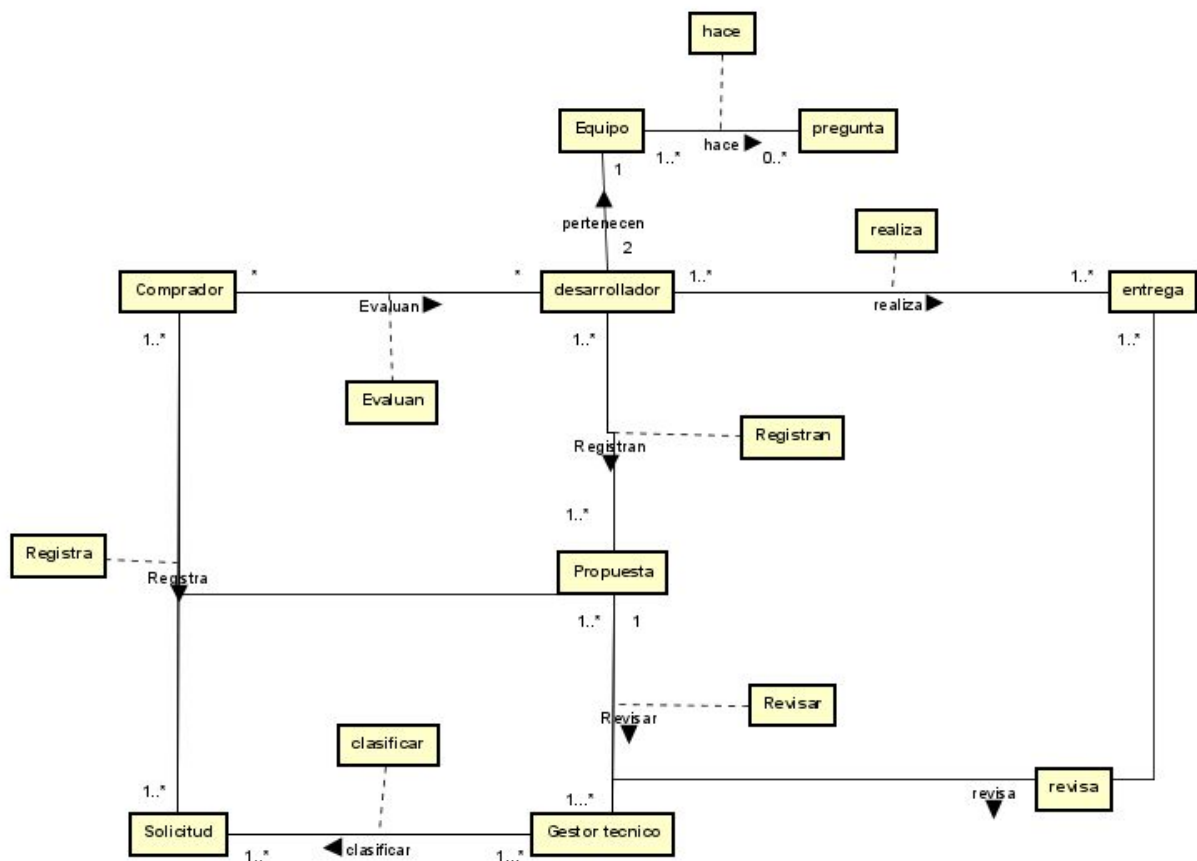 hace
Equipo
pregunta
hace
1..*
0..*
1
pertenecen
realiza
2
Comprador
*
*
desarrollador
1..*
1..*
entrega
Evaluan
realiza
1..*
1..*
1..*
Evaluan
Registran
Registran
1..*
Registra
Propuesta
Registra
1..*
1
Revisar
Revisar
clasificar
revisa
revisa
1..*
1...*
Solicitud
Gestor tecnico
1..*
clasificar
1...*